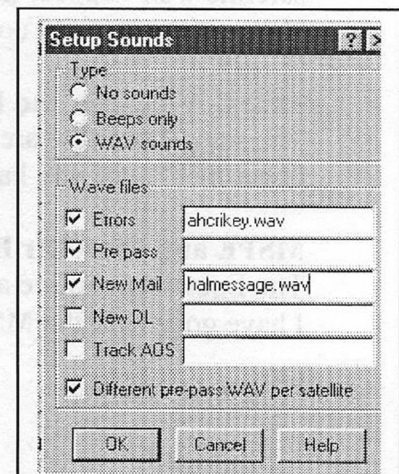 Setup Sounds
Type
No sounds
Beeps only
WAV sounds
Wave files
Errors ahcrikey.wav
Pre pass
New Mail halmessage.wav
New DL
Track AOS
Different pre-pass WAV per satellite
OK Cancel Help